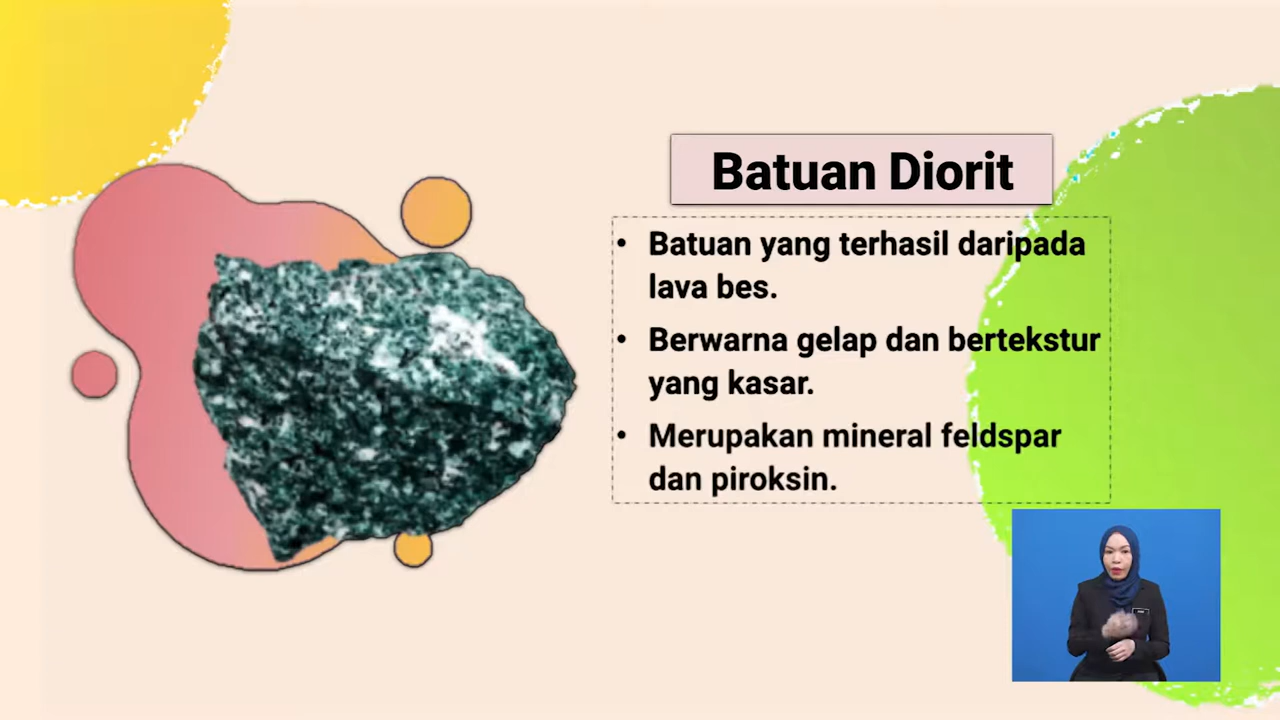 Batuan Diorit
• Batuan yang terhasil daripada
lava bes.
• Berwarna gelap dan bertekstur
yang kasar.
• Merupakan mineral feldspar
dan piroksin.